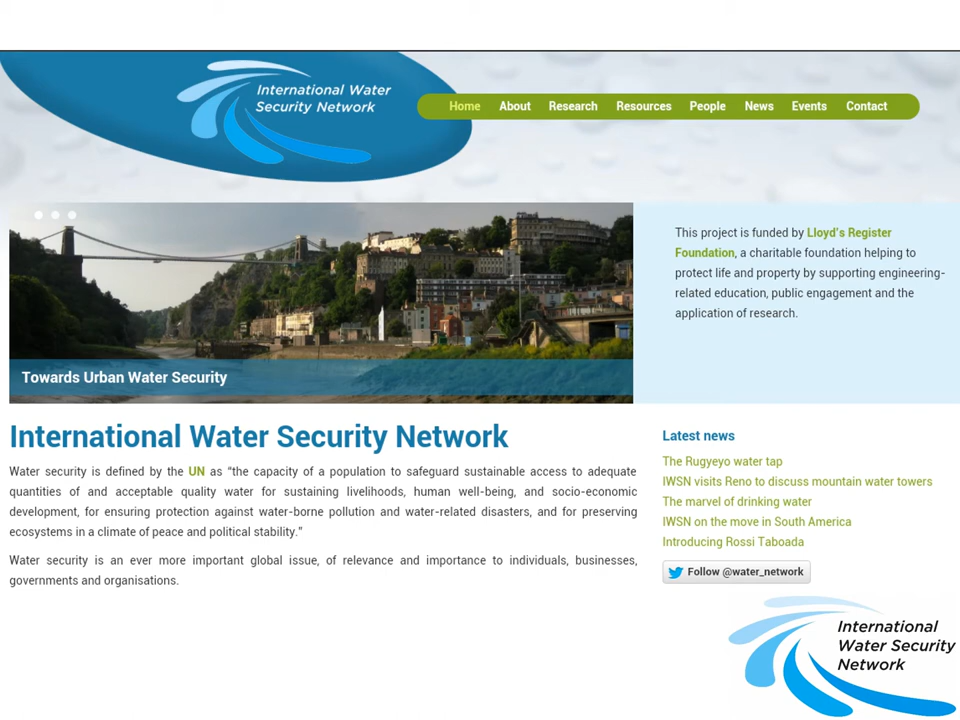 International Water
Security Network
Home About Research Resources People News Events Contact
Towards Urban Water Security
This project is funded by Lloyd's Register
Foundation, a charitable foundation helping to
protect life and property by supporting engineering-
related education, public engagement and the
application of research.
International Water Security Network
Water security is defined by the UN as "the capacity of a population to safeguard sustainable access to adequate
quantities of and acceptable quality water for sustaining livelihoods, human well-being, and socio-economic
development, for ensuring protection against water-borne pollution and water-related disasters, and for preserving
ecosystems in a climate of peace and political stability."
Water security is an ever more important global issue, of relevance and importance to individuals, businesses,
governments and organisations.
Latest news
The Rugyeyo water tap
IWSN visits Reno to discuss mountain water towers
The marvel of drinking water
IWSN on the move in South America
Introducing Rossi Taboada
Follow @water_network
International
Water Security
Network